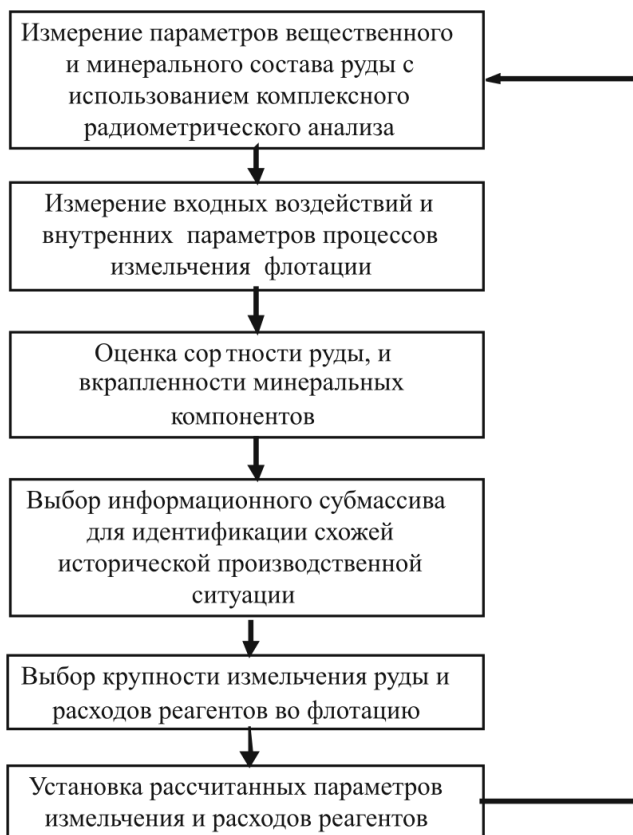 Измерение параметров вещественного
и минерального состава руды с
использованием комплексного
радиометрического анализа
Измерение входных воздействий и
внутренних параметров процессов
измельчения флотации
Оценка сортности руды, и
вкрапленности минеральных
компонентов
Выбор информационного субмассива
для идентификации схожей
исторической производственной
ситуации
Выбор крупности измельчения руды и
расходов реагентов во флотацию
Установка рассчитанных параметров
измельчения и расходов реагентов